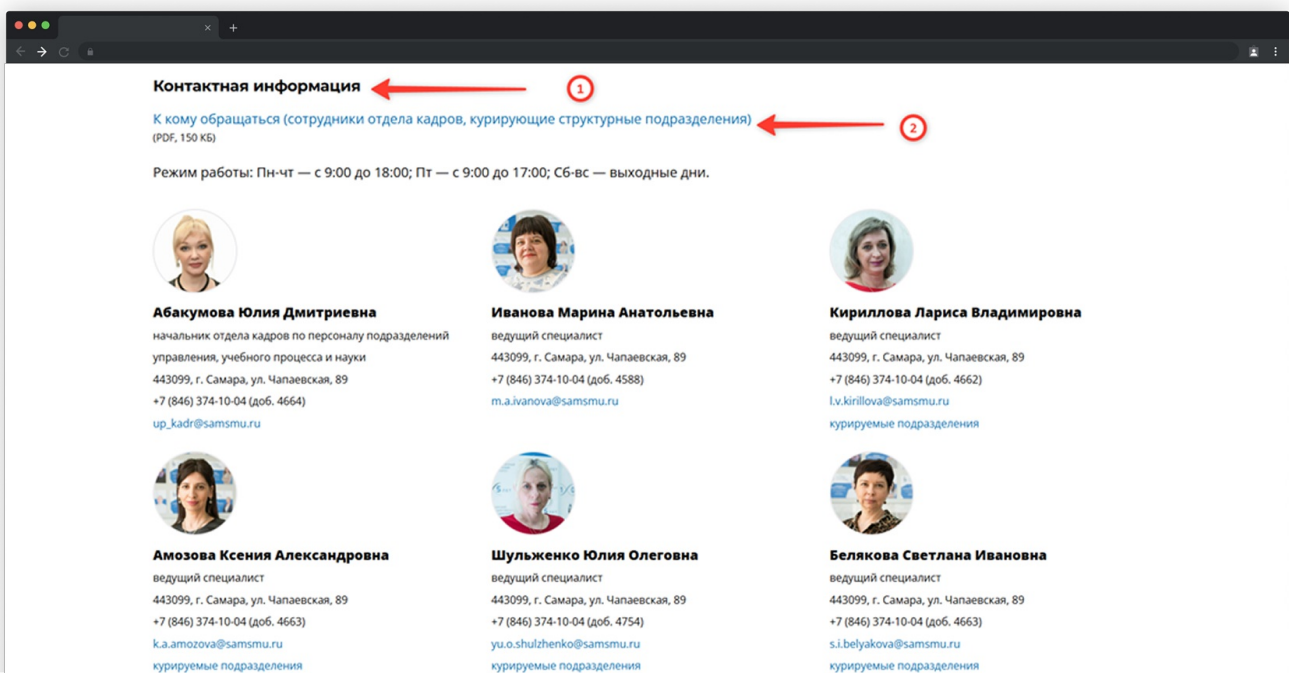 Контактная информация
1
К кому обращаться (сотрудники отдела кадров, курирующие структурные подразделения)
2
(PDF, 150 КБ)
Режим работы: Пн-чт — с 9:00 до 18:00; Пт — с 9:00 до 17:00; Сб-вс — выходные дни.
Абакумова Юлия Дмитриевна
начальник отдела кадров по персоналу подразделений
управления, учебного процесса и науки
443099, г. Самара, ул. Чапаевская, 89
+7 (846) 374-10-04 (доб. 4664)
up_kadr@samsmu.ru
Иванова Марина Анатольевна
ведущий специалист
443099, г. Самара, ул. Чапаевская, 89
+7 (846) 374-10-04 (доб. 4588)
m.a.ivanova@samsmu.ru
Кириллова Лариса Владимировна
ведущий специалист
443099, г. Самара, ул. Чапаевская, 89
+7 (846) 374-10-04 (доб. 4662)
l.v.kirillova@samsmu.ru
курируемые подразделения
Амозова Ксения Александровна
ведущий специалист
443099, г. Самара, ул. Чапаевская, 89
+7 (846) 374-10-04 (доб. 4663)
k.a.amozova@samsmu.ru
курируемые подразделения
Шульженко Юлия Олеговна
ведущий специалист
443099, г. Самара, ул. Чапаевская, 89
+7 (846) 374-10-04 (доб. 4754)
yu.o.shulzhenko@samsmu.ru
курируемые подразделения
Белякова Светлана Ивановна
ведущий специалист
443099, г. Самара, ул. Чапаевская, 89
+7 (846) 374-10-04 (доб. 4663)
s.i.belyakova@samsmu.ru
курируемые подразделения